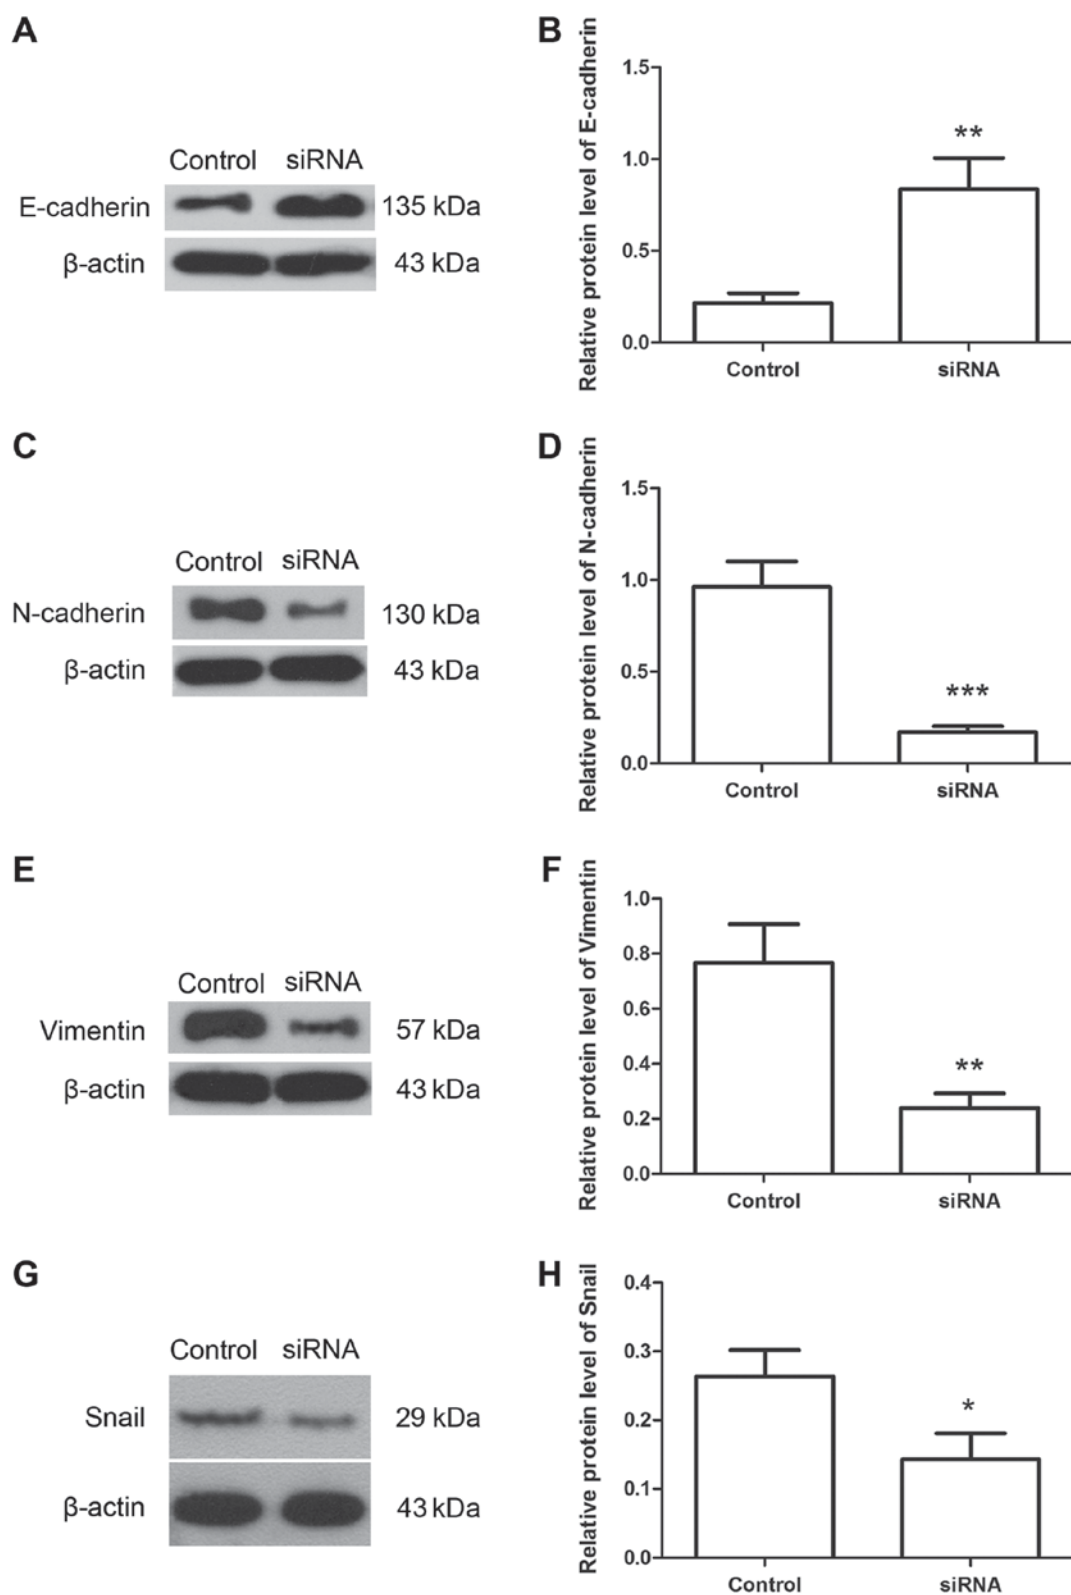 A
Control siRNA
E-cadherin 135 kDa
β-actin 43 kDa
B
Relative protein level of E-cadherin
1.5
**
1.0
0.5
0.0
Control siRNA
C
Control siRNA
N-cadherin 130 kDa
β-actin 43 kDa
D
Relative protein level of N-cadherin
1.5
1.0
***
0.5
0.0
Control siRNA
E
Control siRNA
Vimentin 57 kDa
β-actin 43 kDa
F
Relative protein level of Vimentin
1.0
0.8
0.6
0.4
**
0.2
0.0
Control siRNA
G
Control siRNA
Snail 29 kDa
β-actin 43 kDa
H
Relative protein level of Snail
0.4
0.3
*
0.2
0.1
0.0
Control siRNA